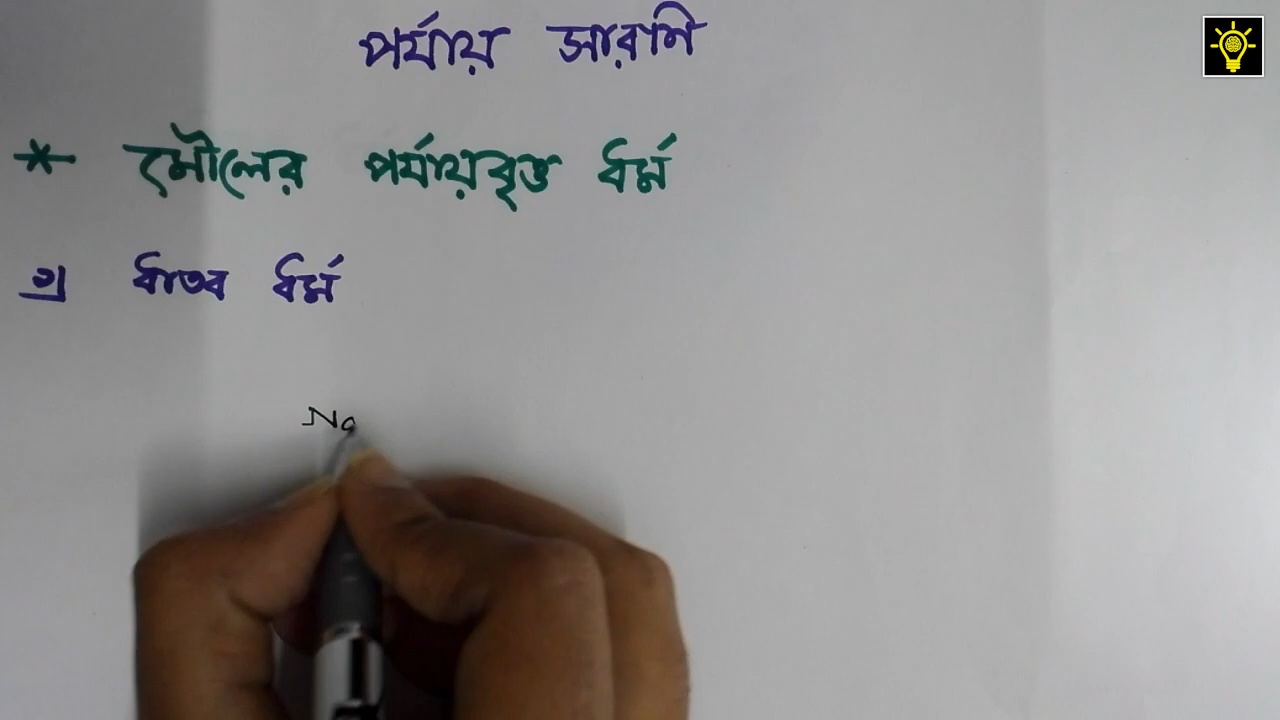 পর্যায় সারণি
* মৌলের পর্যায়বৃত্ত ধর্ম
ধাতব ধর্ম
Na